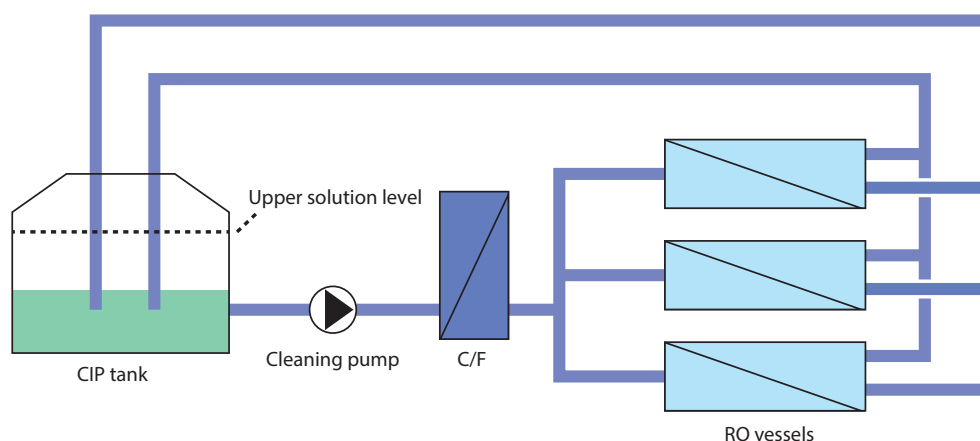 Upper solution level
Cleaning pump
C/F
CIP tank
RO vessels